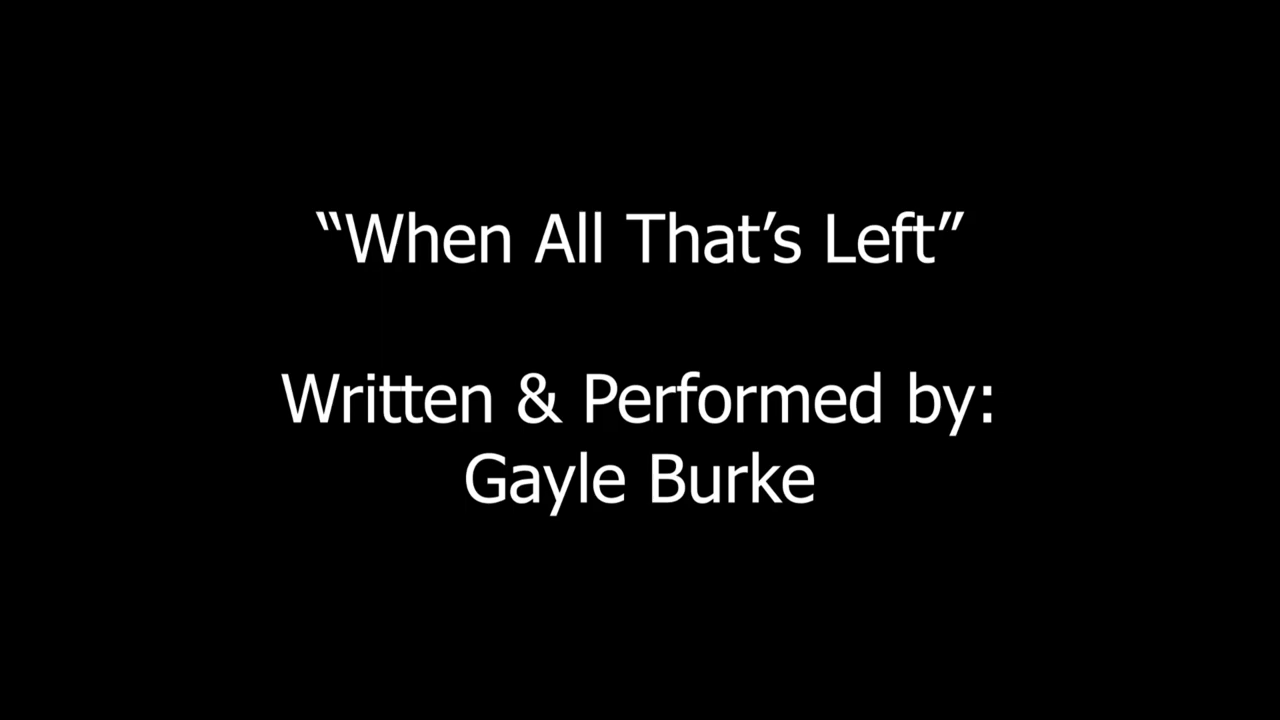 “When All That’s Left”
Written & Performed by:
Gayle Burke